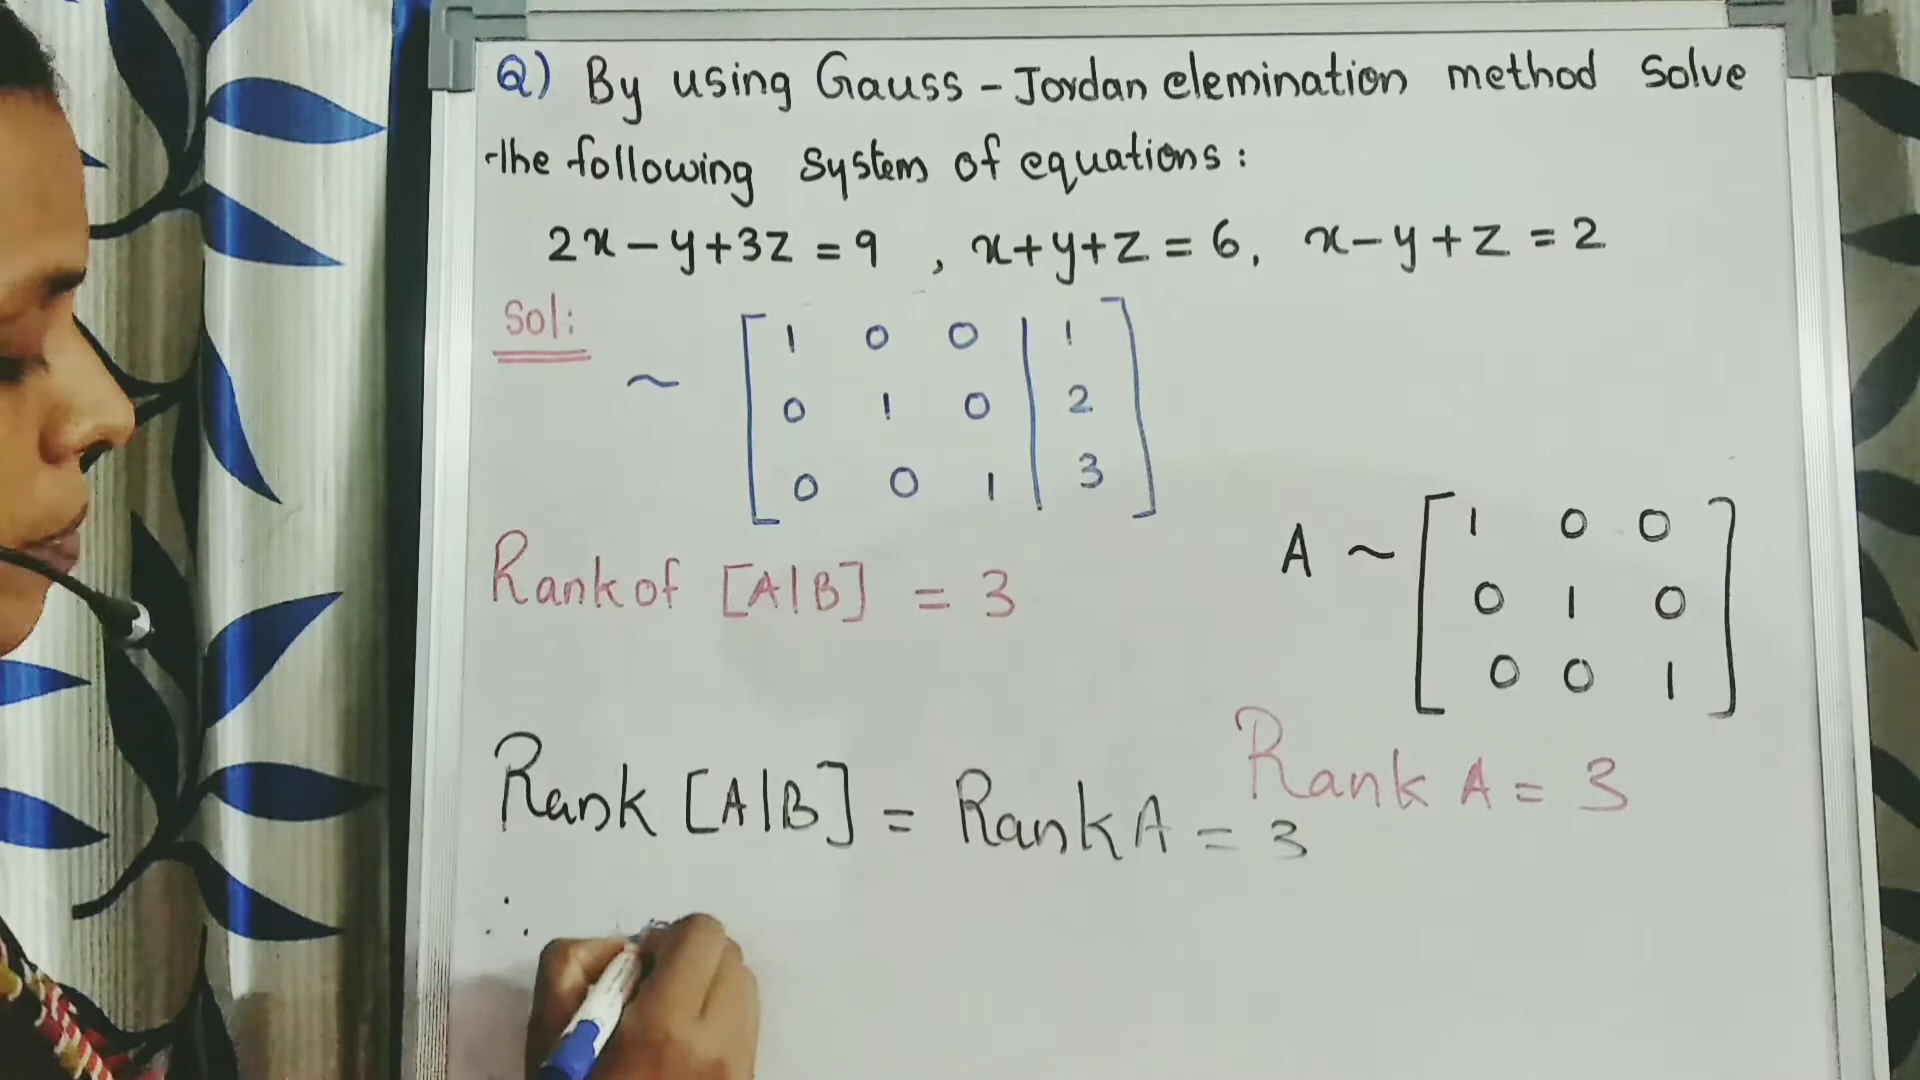 Q) By using Gauss - Jordan elemination method solve
the following system of equations:
2x - y + 3z = 9 , x + y + z = 6, x - y + z = 2
Sol:
~ [ 1 0 0 | 1 ]
[ 0 1 0 | 2 ]
[ 0 0 1 | 3 ]
Rank of [A|B] = 3
A ~ [ 1 0 0 ]
[ 0 1 0 ]
[ 0 0 1 ]
Rank A = 3
Rank [A|B] = Rank A = 3
∴